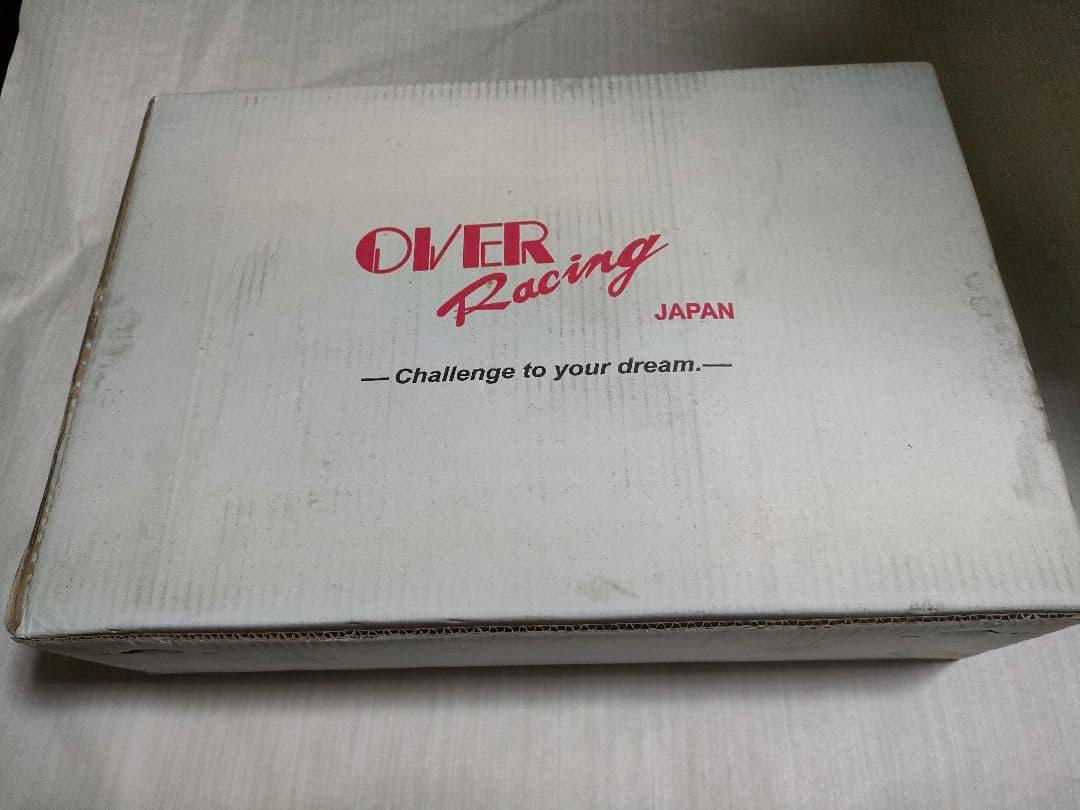 OVER
Racing
JAPAN
— Challenge to your dream.—